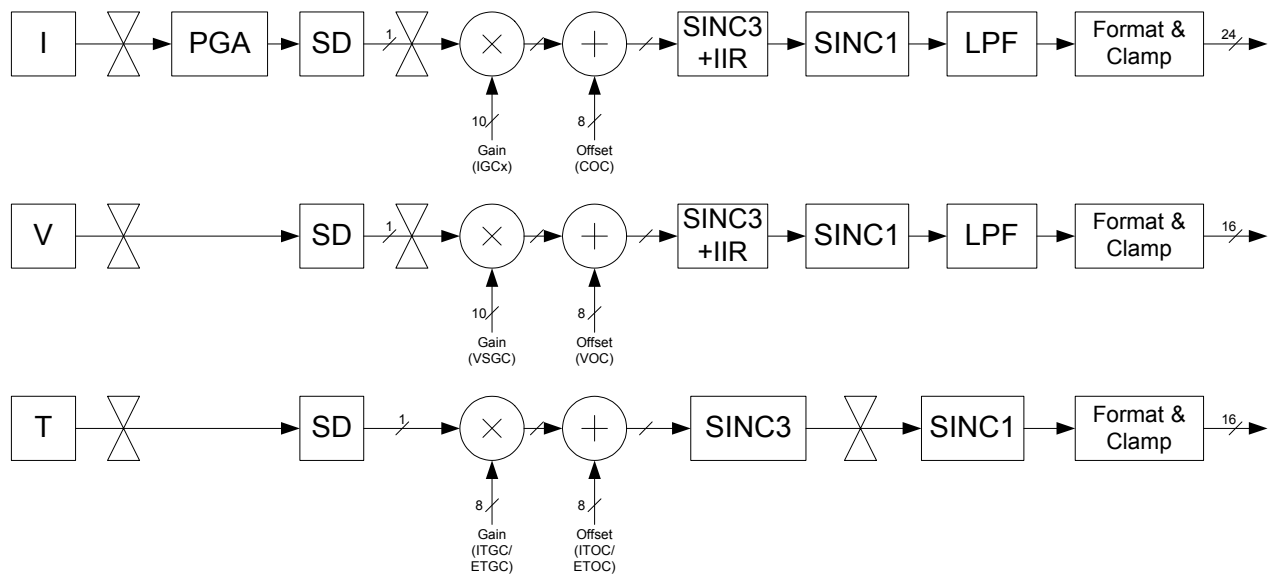 I
PGA
SD
1
SINC3
+IIR
SINC1
LPF
Format &
Clamp
24
10
Gain
(IGCx)
8
Offset
(COC)
V
SD
1
SINC3
+IIR
SINC1
LPF
Format &
Clamp
16
10
Gain
(VSGC)
8
Offset
(VOC)
T
SD
1
SINC3
SINC1
Format &
Clamp
16
8
Gain
(ITGC/
ETGC)
8
Offset
(ITOC/
ETOC)